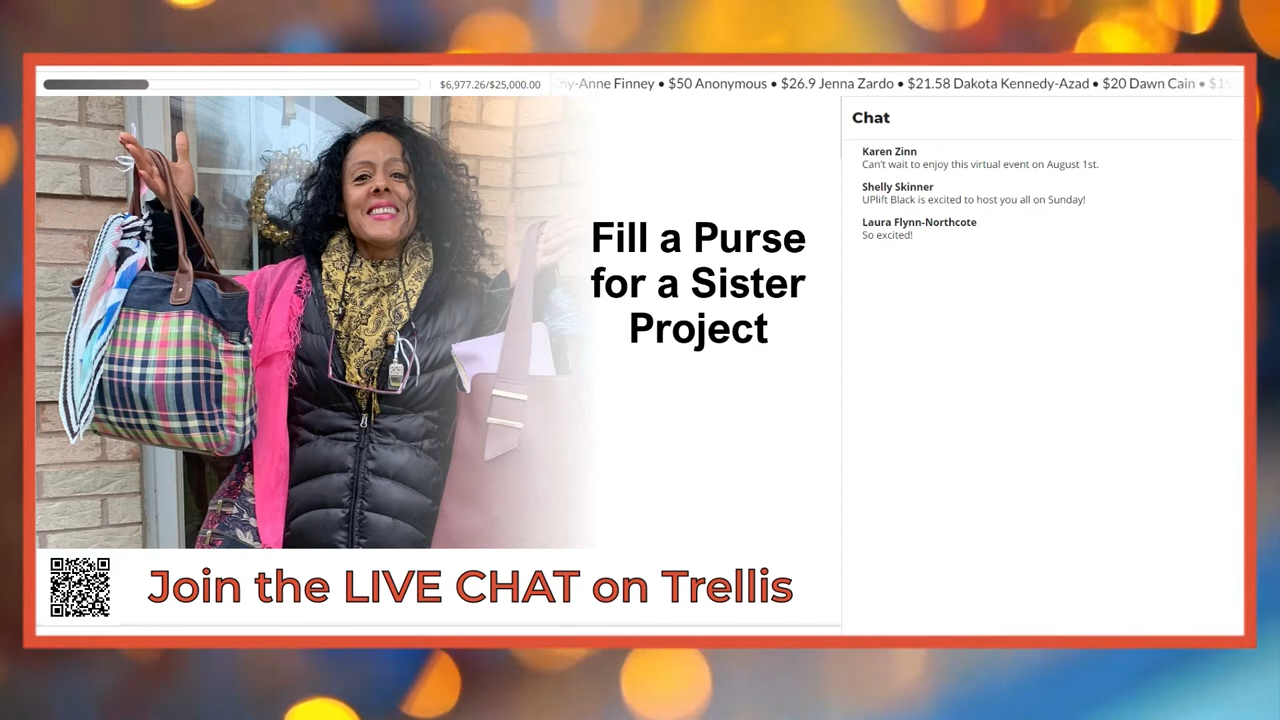 $6,977.26/$25,000.00
Finney • $50 Anonymous • $26.9 Jenna Zardo • $21.58 Dakota Kennedy-Azad • $20 Dawn Cain •
Fill a Purse
for a Sister
Project
Join the LIVE CHAT on Trellis
Chat
Karen Zinn
Can't wait to enjoy this virtual event on August 1st.
Shelly Skinner
UPlift Black is excited to host you all on Sunday!
Laura Flynn-Northcote
So excited!